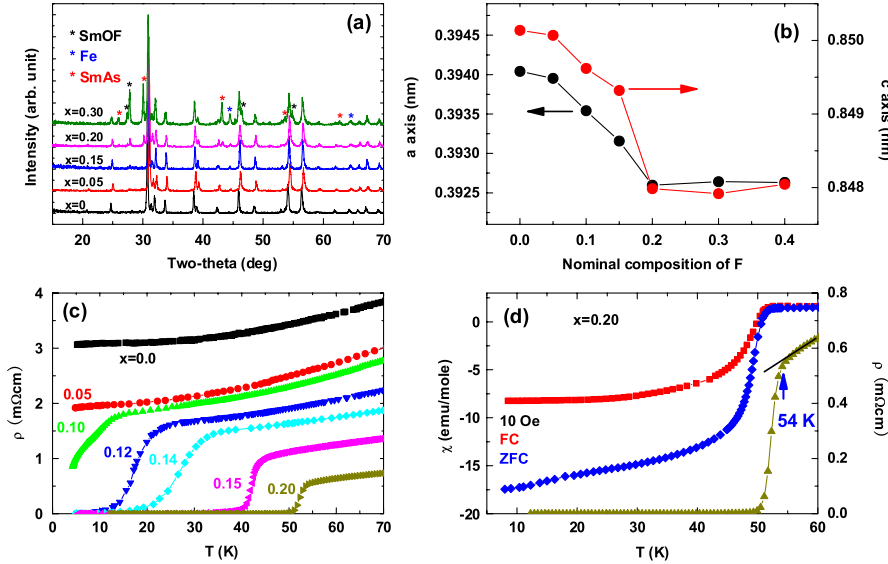 (a)
* SmOF
* Fe
* SmAs
x=0.30
x=0.20
x=0.15
x=0.05
x=0
Intensity (arb. unit)
20 30 40 50 60 70
Two-theta (deg)
(b)
0.3945
0.3940
0.3935
0.3930
0.3925
a axis (nm)
0.850
0.849
0.848
c axis (nm)
0.0 0.1 0.2 0.3 0.4
Nominal composition of F
(c)
4
3
2
1
0
ρ (mΩcm)
x=0.0
0.05
0.10
0.12
0.14
0.15
0.20
0 10 20 30 40 50 60 70
T (K)
(d)
x=0.20
0
-5
-10
-15
-20
χ (emu/mole)
10 Oe
FC
ZFC
54 K
0.8
0.6
0.4
0.2
0.0
ρ (mΩcm)
10 20 30 40 50 60
T (K)